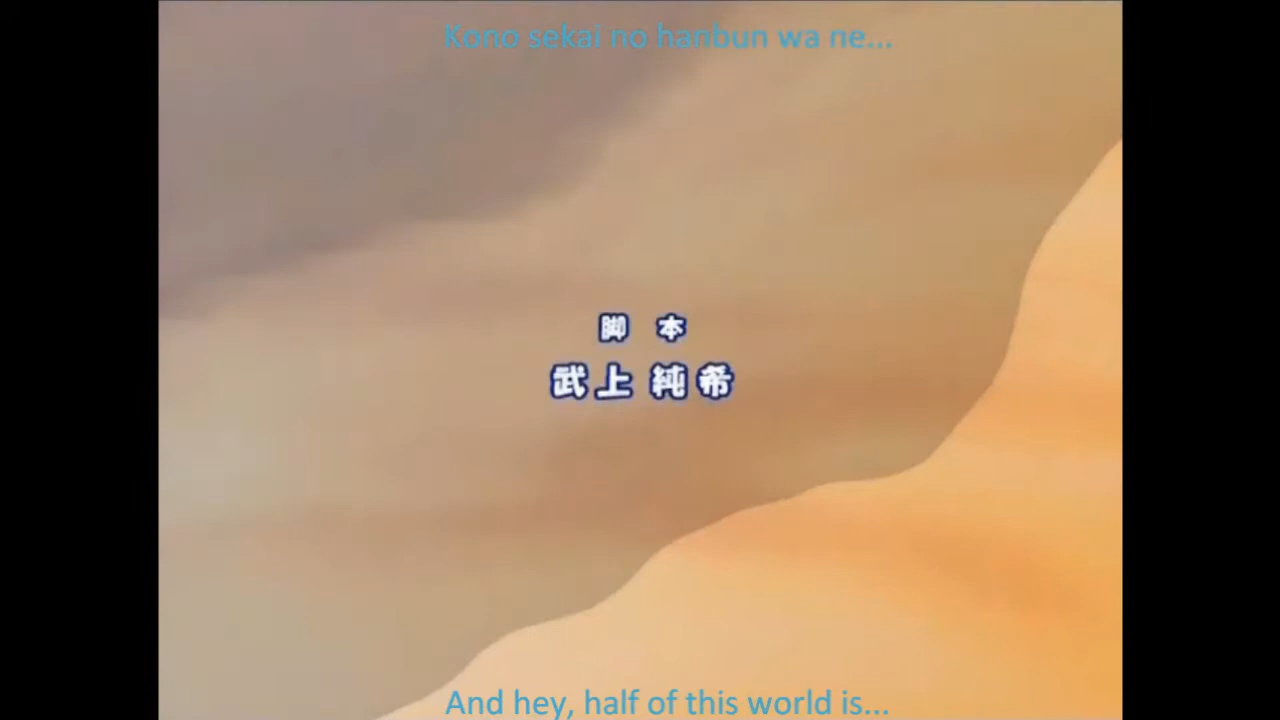 Kono sekai no hanbun wa ne...
脚 本
武上 純希
And hey, half of this world is...